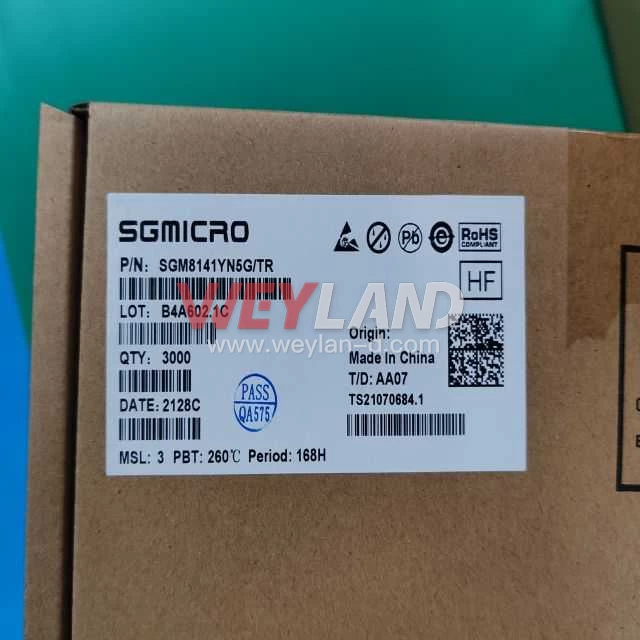 SGMICRO
P/N: SGM8141YN5G/TR
LOT: B4A602.1C
QTY: 3000
DATE: 2128C
PASS
QA575
MSL: 3 PBT: 260℃ Period: 168H
Pb
e
RoHS
COMPLIANT
HF
Origin:
Made in China
T/D: AA07
TS21070684.1
WEYLAND
www.weylan-d.com